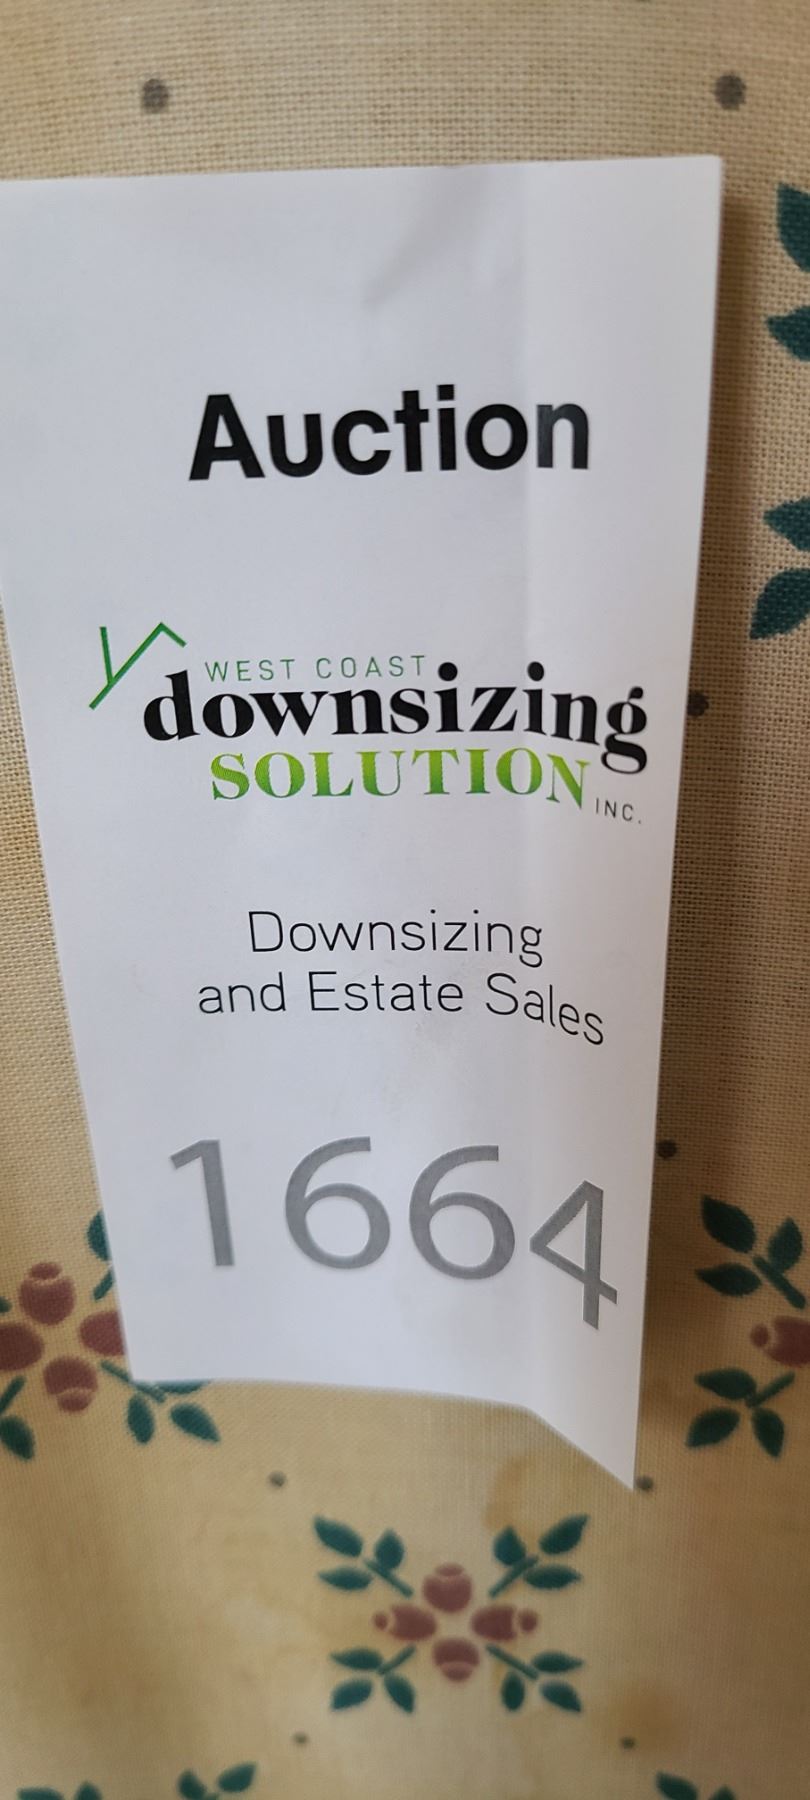 Auction
WEST COAST
downsizing
SOLUTION INC.
Downsizing
and Estate Sales
1664